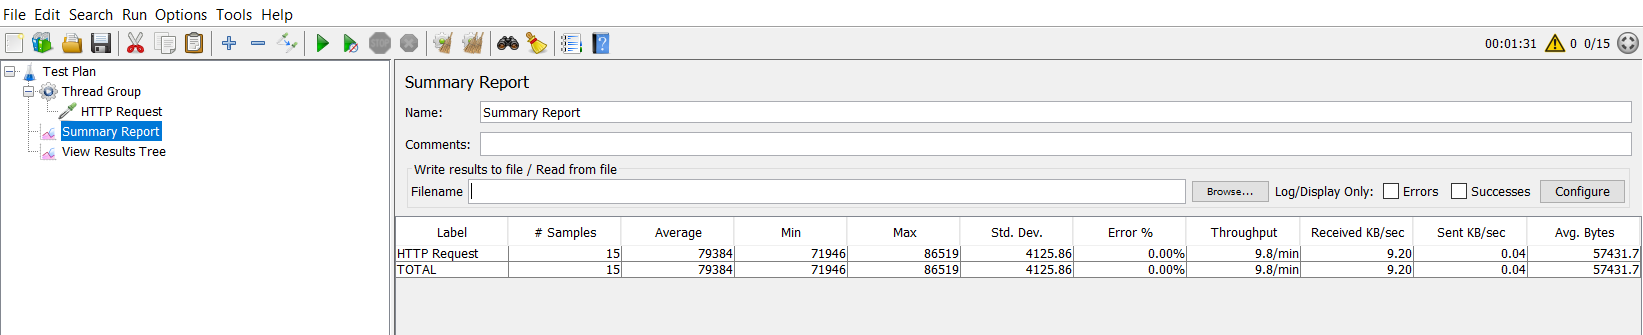 File Edit Search Run Options Tools Help
STOP
00:01:31 0 0/15
Test Plan
Thread Group
HTTP Request
Summary Report
View Results Tree
Summary Report
Name: Summary Report
Comments:
Write results to file / Read from file
Filename Browse... Log/Display Only: Errors Successes Configure
Label # Samples Average Min Max Std. Dev. Error % Throughput Received KB/sec Sent KB/sec Avg. Bytes
HTTP Request 15 79384 71946 86519 4125.86 0.00% 9.8/min 9.20 0.04 57431.7
TOTAL 15 79384 71946 86519 4125.86 0.00% 9.8/min 9.20 0.04 57431.7